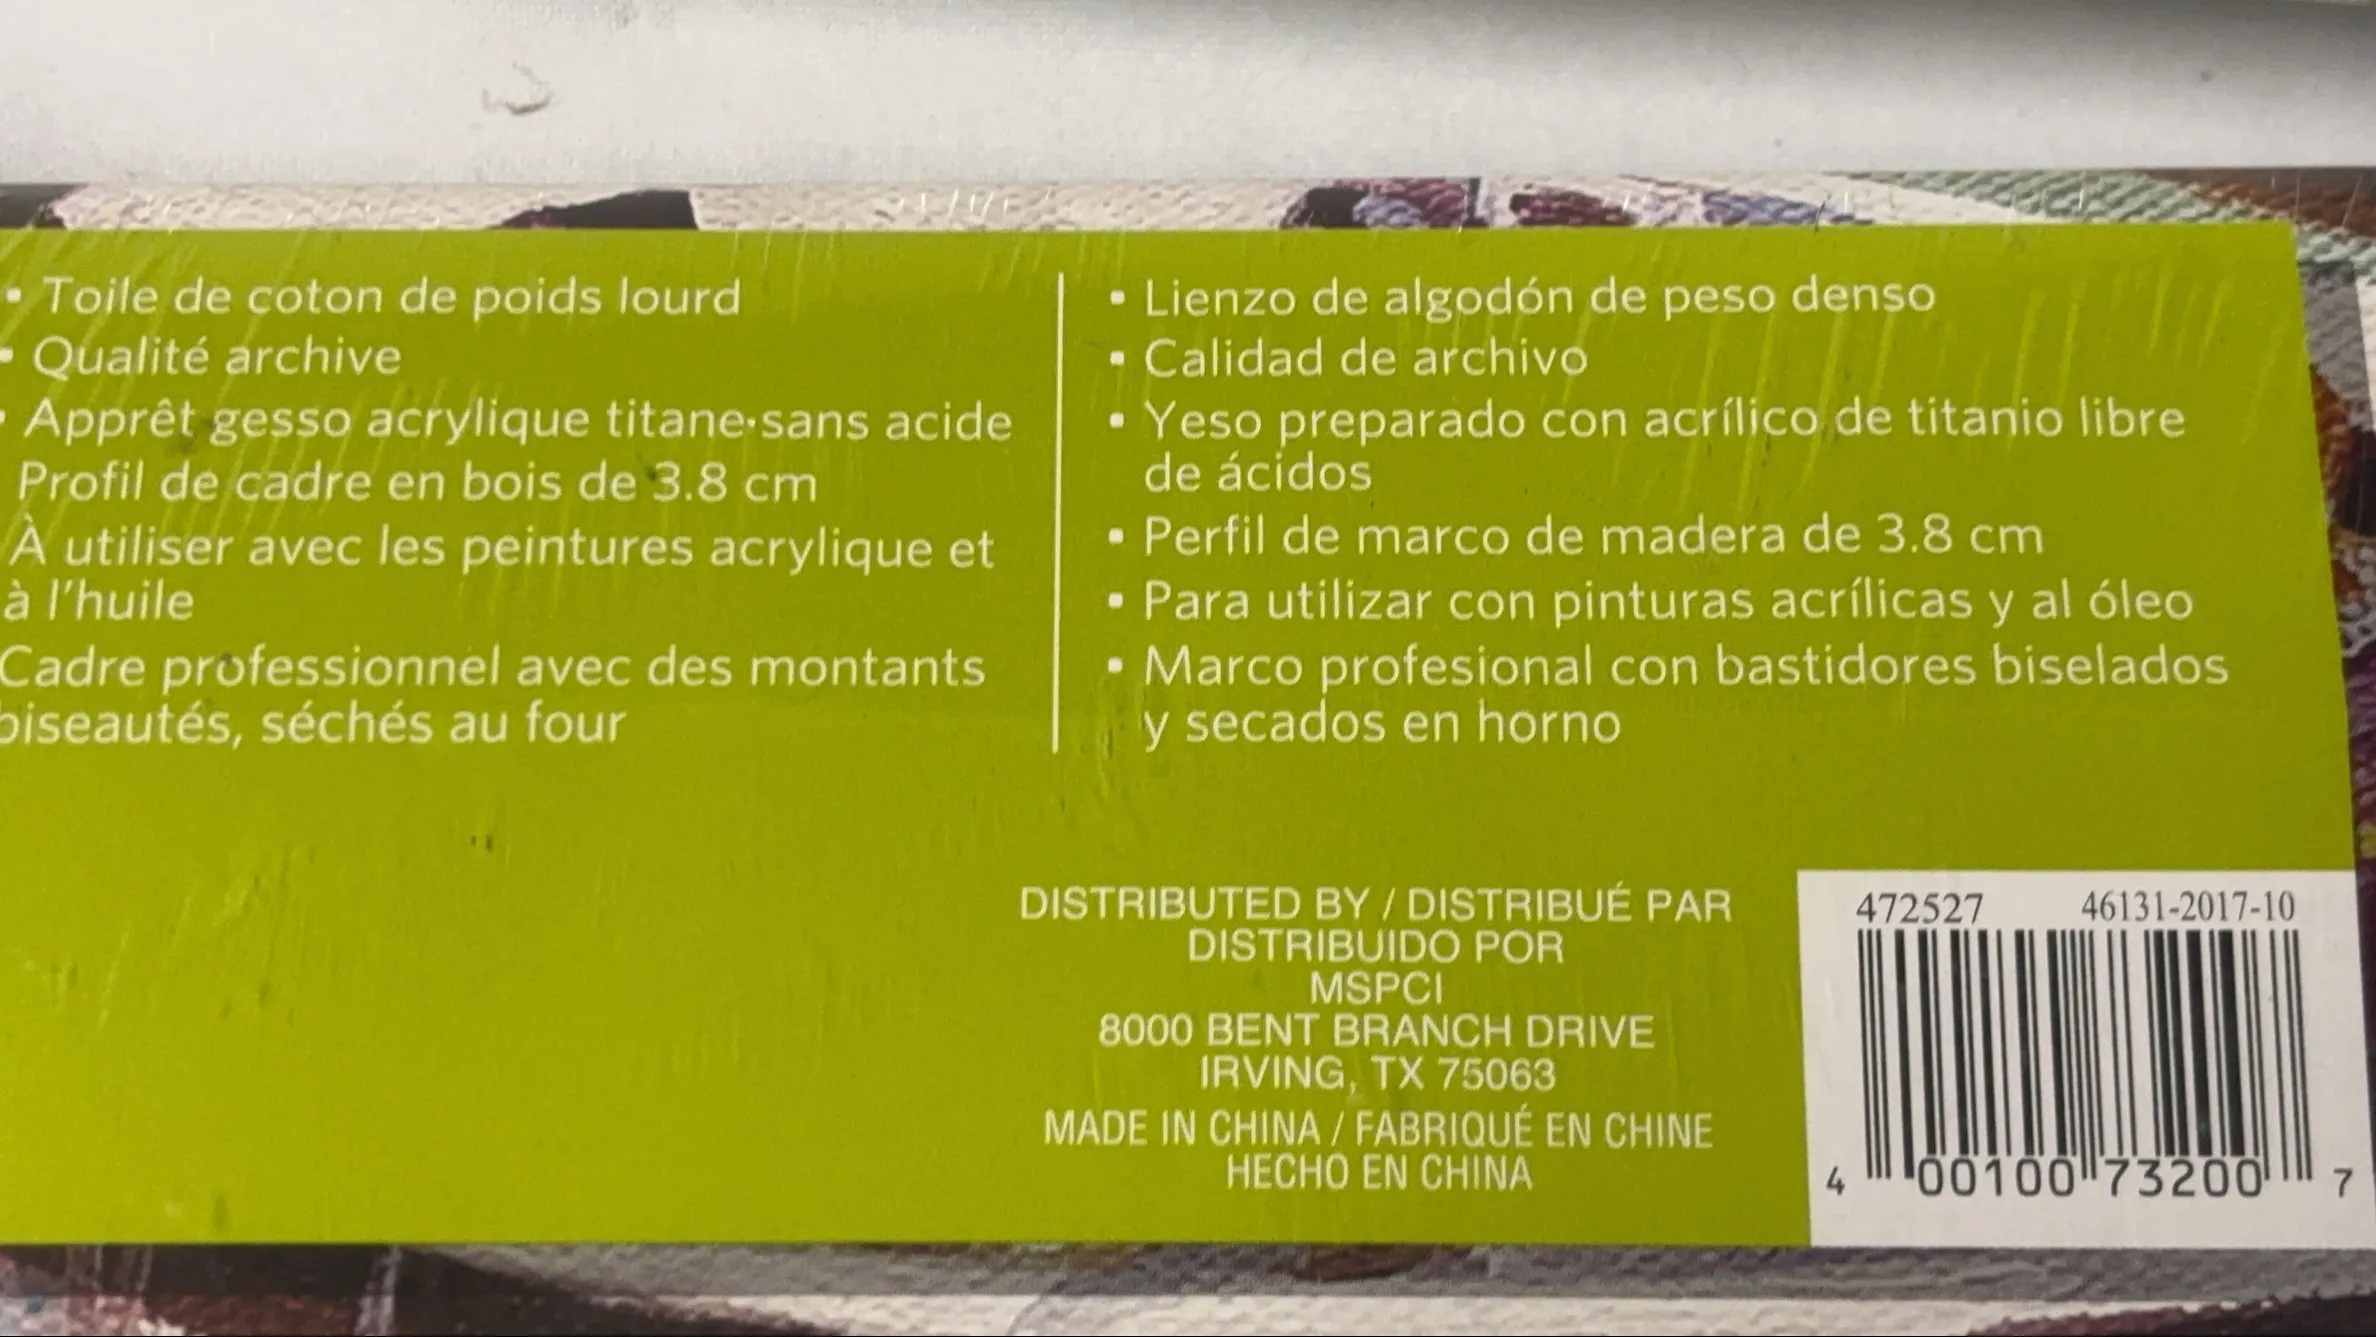 • Toile de coton de poids lourd
• Qualité archive
• Apprêt gesso acrylique titane·sans acide
Profil de cadre en bois de 3.8 cm
À utiliser avec les peintures acrylique et
à l'huile
Cadre professionnel avec des montants
biseautés, séchés au four
• Lienzo de algodón de peso denso
• Calidad de archivo
• Yeso preparado con acrílico de titanio libre
de ácidos
• Perfil de marco de madera de 3.8 cm
• Para utilizar con pinturas acrílicas y al óleo
• Marco profesional con bastidores biselados
y secados en horno
DISTRIBUTED BY / DISTRIBUÉ PAR
DISTRIBUIDO POR
MSPCI
8000 BENT BRANCH DRIVE
IRVING, TX 75063
MADE IN CHINA / FABRIQUÉ EN CHINE
HECHO EN CHINA
472527 46131-2017-10
4 00100 73200 7